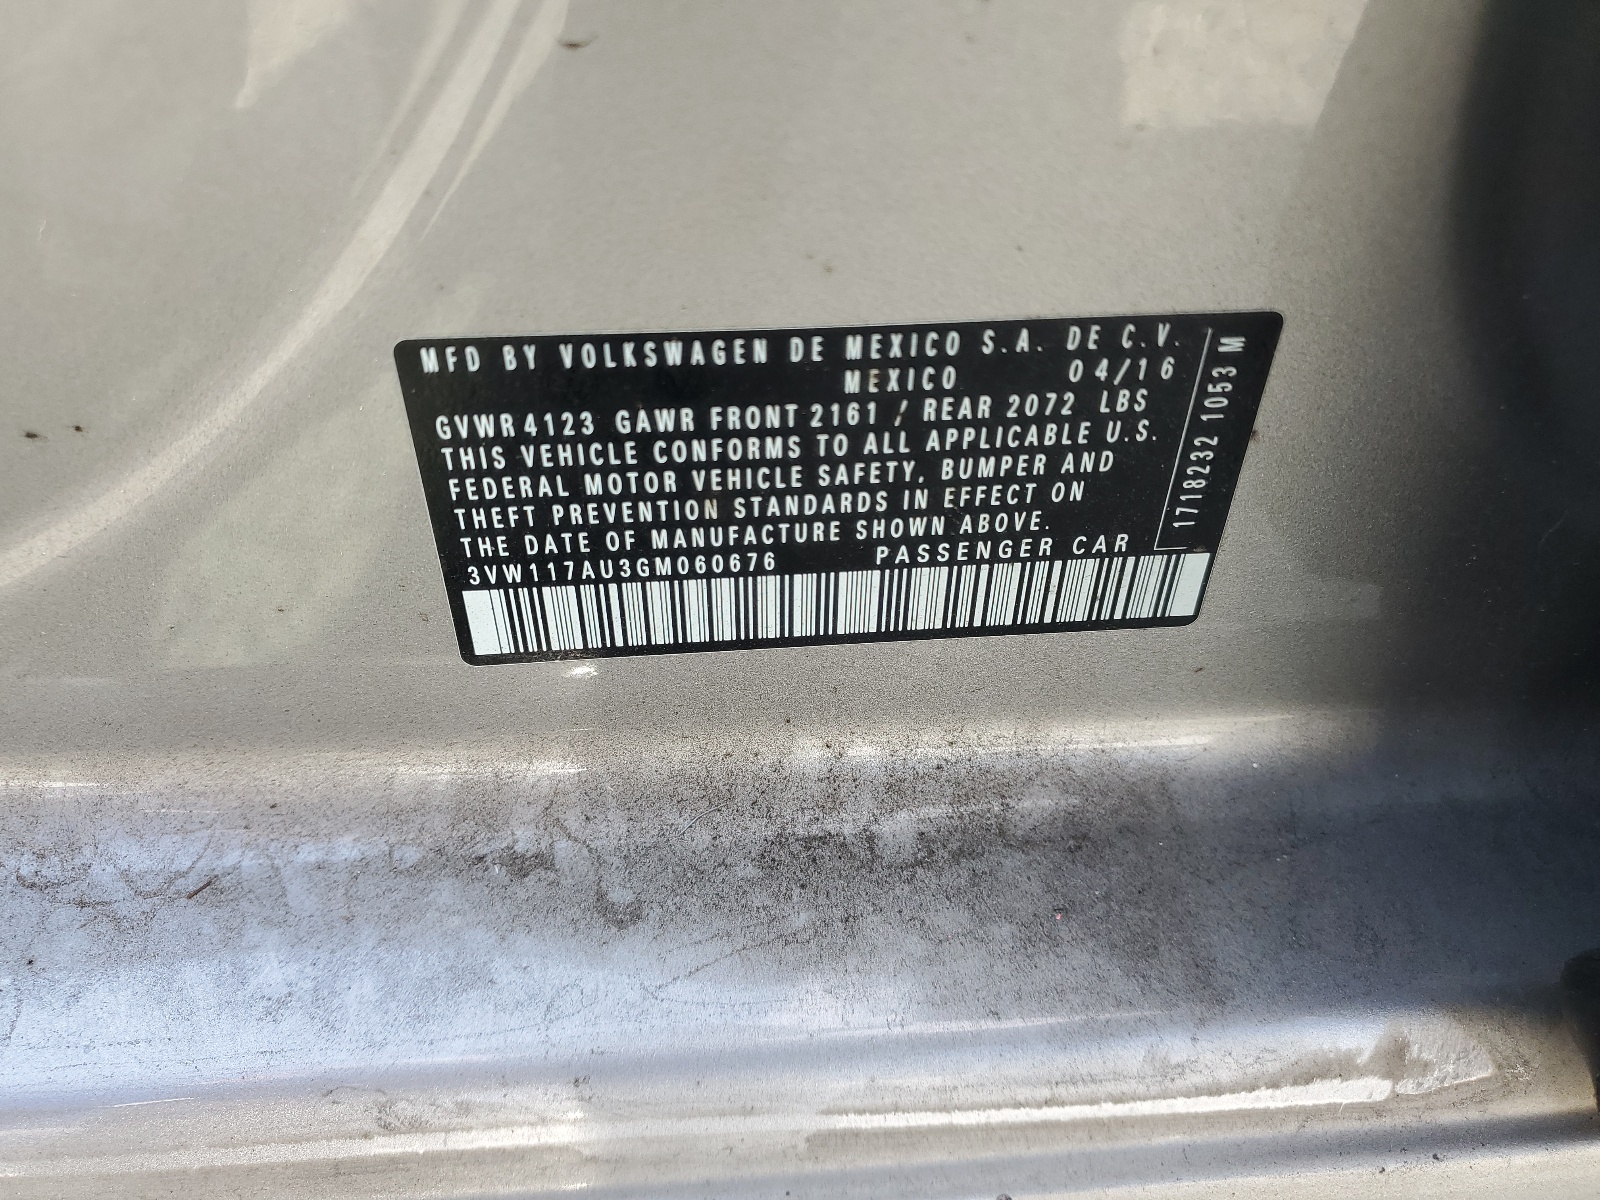 MFD BY VOLKSWAGEN DE MEXICO S.A. DE C.V.
MEXICO 04/16
GVWR 4123 GAWR FRONT 2161 / REAR 2072 LBS
THIS VEHICLE CONFORMS TO ALL APPLICABLE U.S.
FEDERAL MOTOR VEHICLE SAFETY, BUMPER AND
THEFT PREVENTION STANDARDS IN EFFECT ON
THE DATE OF MANUFACTURE SHOWN ABOVE.
3VW117AU3GM060676 PASSENGER CAR
1718232 1053 M